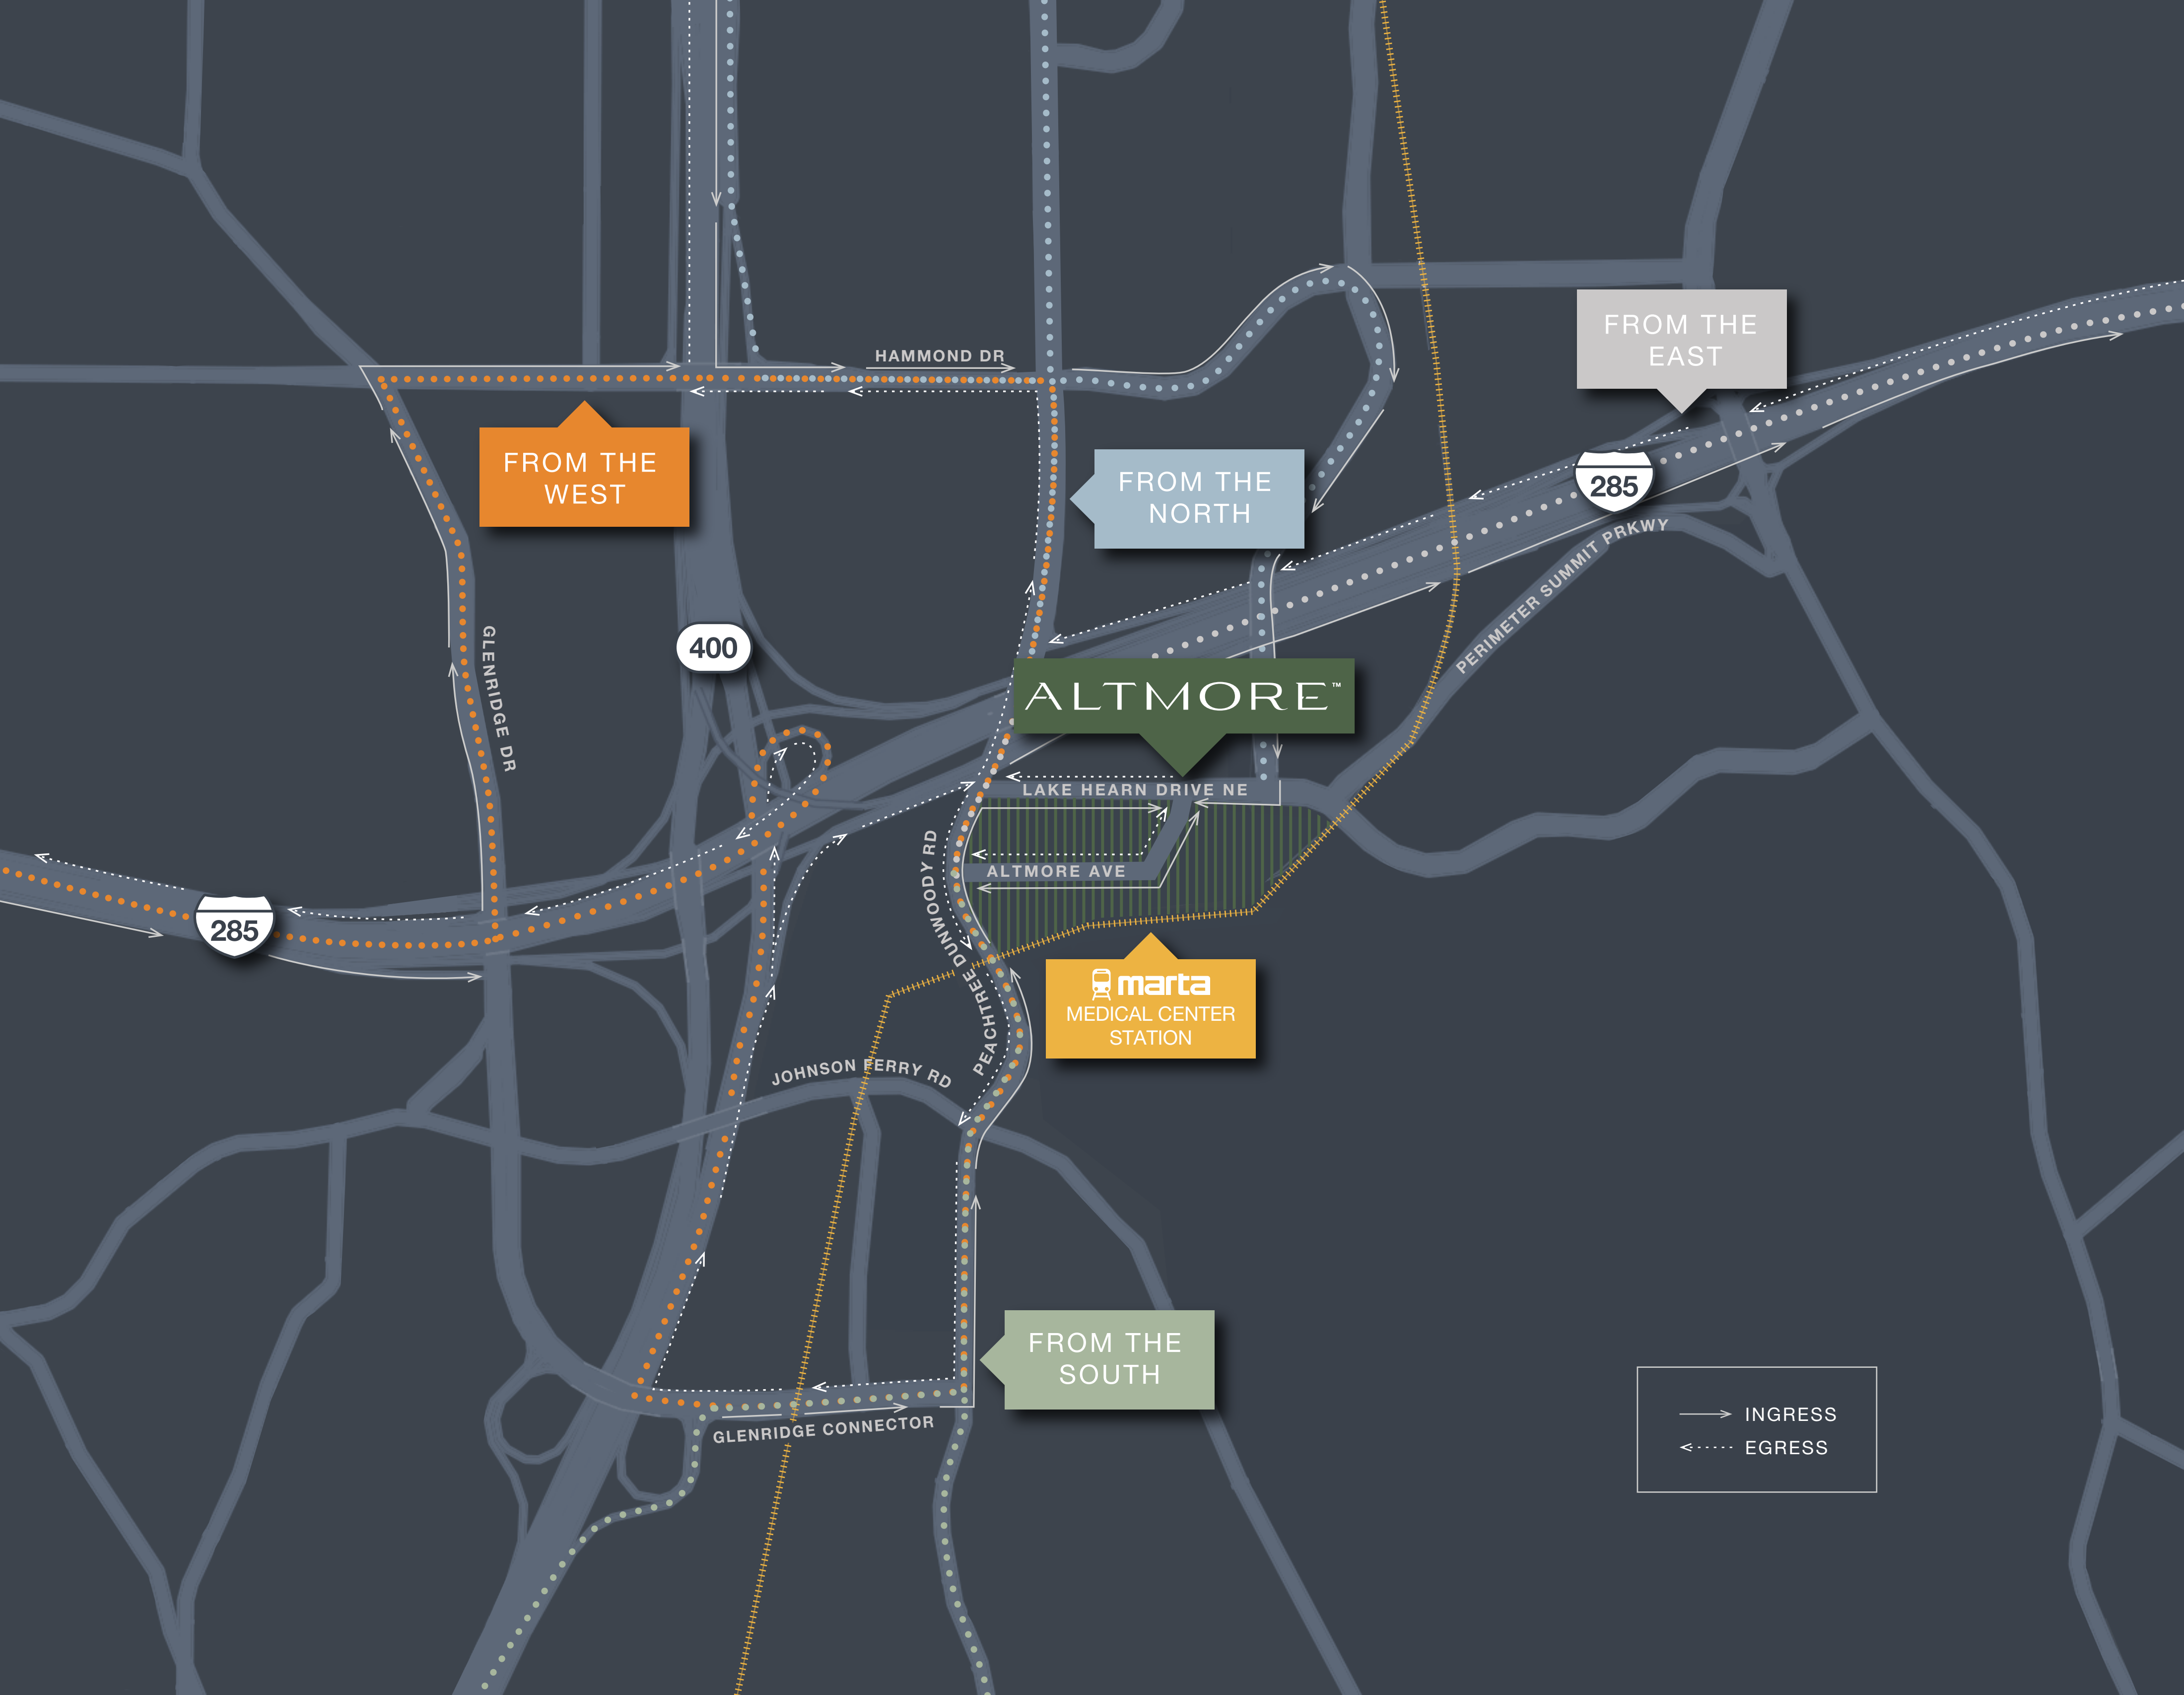 HAMMOND DR
FROM THE
EAST
FROM THE
WEST
FROM THE
NORTH
285
PERIMETER SUMMIT PRKWY
GLENRIDGE DR
400
ALTMORE™
LAKE HEARN DRIVE NE
ALTMORE AVE
PEACHTREE DUNWOODY RD
285
marta
MEDICAL CENTER
STATION
JOHNSON FERRY RD
FROM THE
SOUTH
GLENRIDGE CONNECTOR
INGRESS
EGRESS